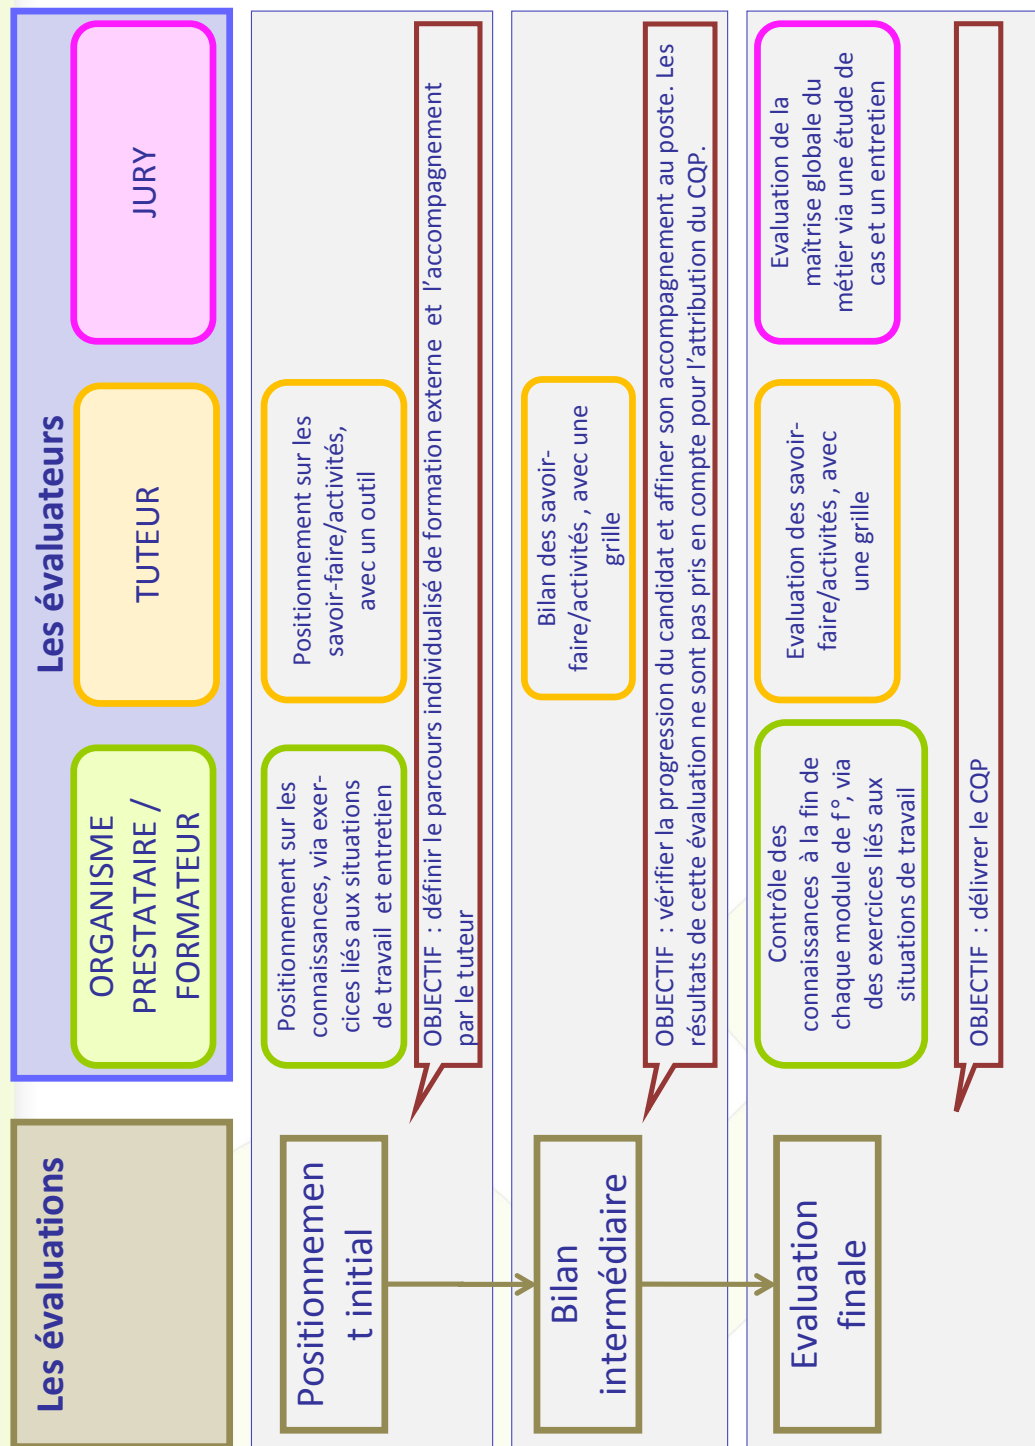 Les évaluations
Les évaluateurs
ORGANISME
PRESTATAIRE /
FORMATEUR
TUTEUR
JURY
Positionnemen
t initial
Positionnement sur les
connaissances, via exer-
cices liés aux situations
de travail et entretien
Positionnement sur les
savoir-faire/activités,
avec un outil
OBJECTIF : définir le parcours individualisé de formation externe et l'accompagnement
par le tuteur
Bilan
intermédiaire
Bilan des savoir-
faire/activités , avec une
grille
OBJECTIF : vérifier la progression du candidat et affiner son accompagnement au poste. Les
résultats de cette évaluation ne sont pas pris en compte pour l'attribution du CQP.
Evaluation
finale
Contrôle des
connaissances à la fin de
chaque module de f°, via
des exercices liés aux
situations de travail
Evaluation des savoir-
faire/activités , avec
une grille
Evaluation de la
maîtrise globale du
métier via une étude de
cas et un entretien
OBJECTIF : délivrer le CQP